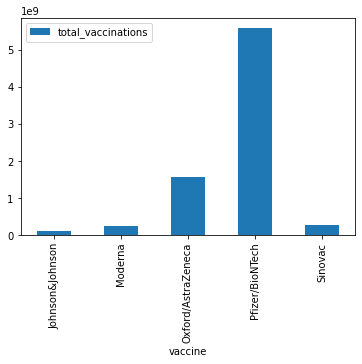 1e9
total_vaccinations
5
4
3
2
1
0
Johnson&Johnson
Moderna
Oxford/AstraZeneca
Pfizer/BioNTech
Sinovac
vaccine